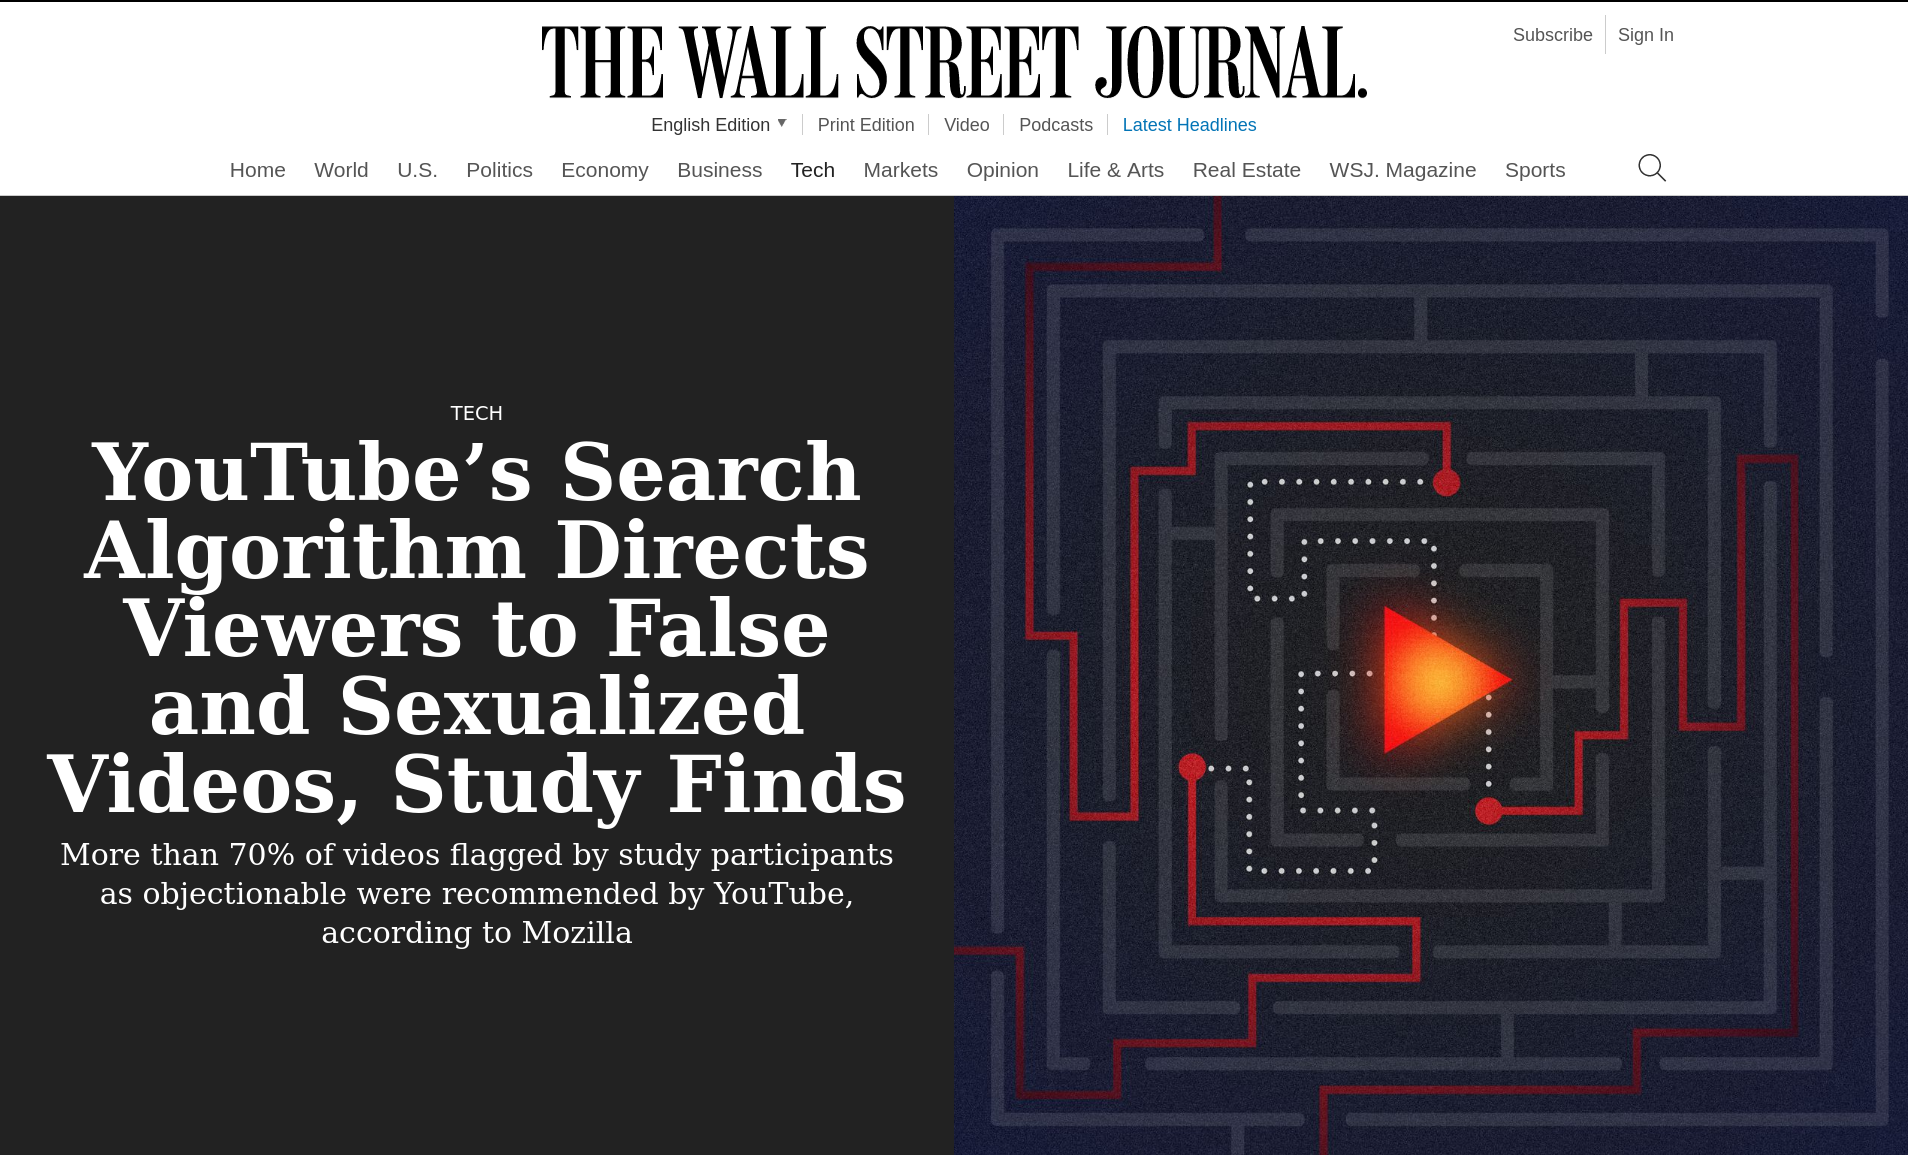 THE WALL STREET JOURNAL.
Subscribe Sign In
English Edition Print Edition Video Podcasts Latest Headlines
Home World U.S. Politics Economy Business Tech Markets Opinion Life & Arts Real Estate WSJ. Magazine Sports
TECH
YouTube’s Search
Algorithm Directs
Viewers to False
and Sexualized
Videos, Study Finds
More than 70% of videos flagged by study participants
as objectionable were recommended by YouTube,
according to Mozilla